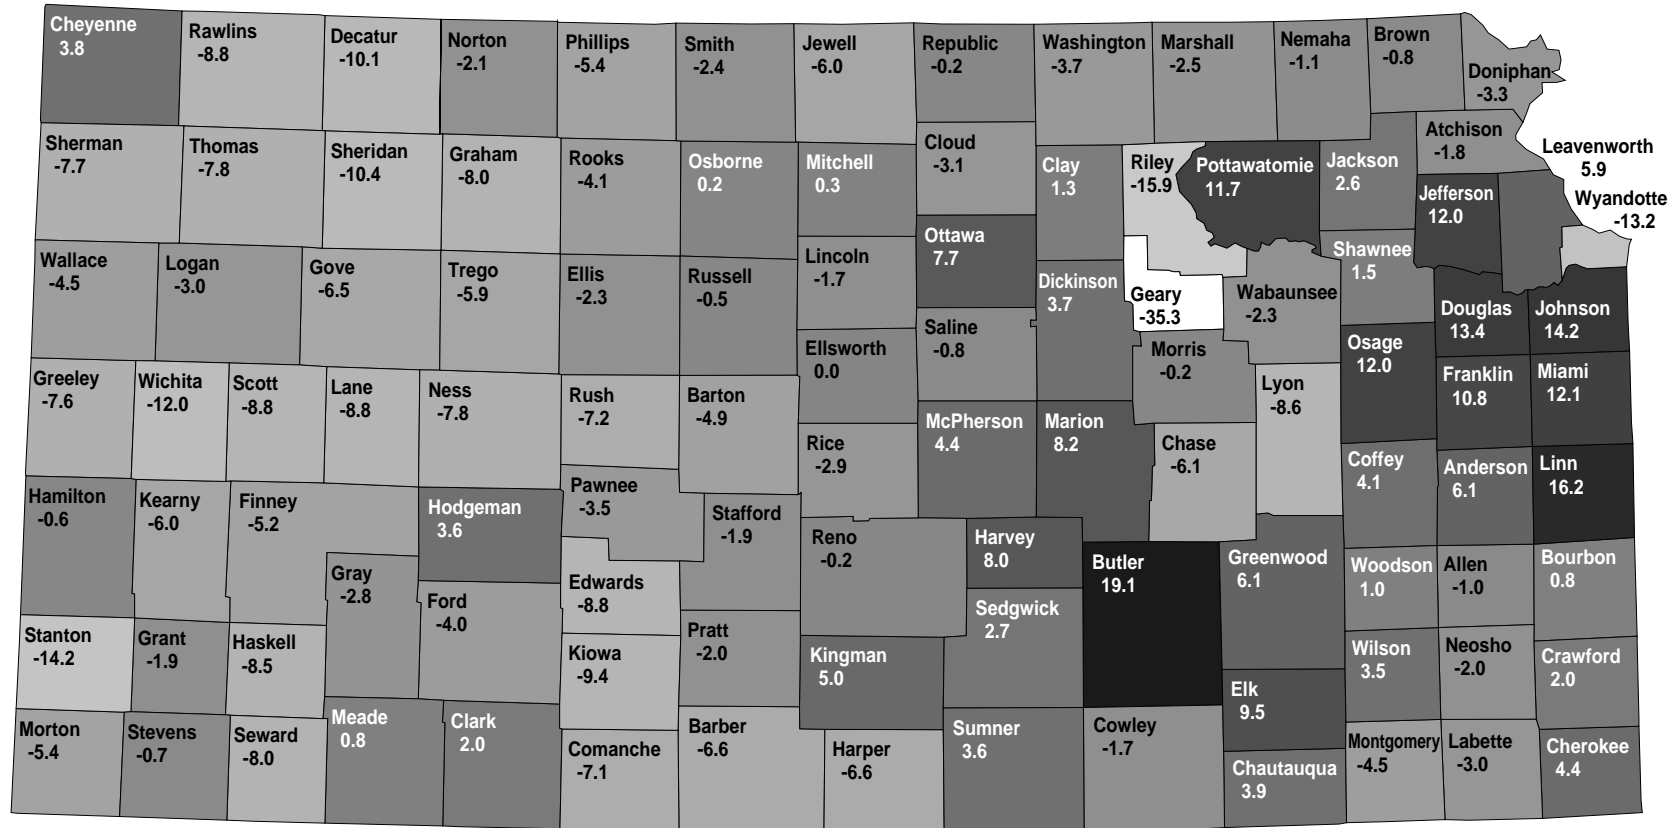 Cheyenne
3.8
Rawlins
-8.8
Decatur
-10.1
Norton
-2.1
Phillips
-5.4
Smith
-2.4
Jewell
-6.0
Republic
-0.2
Washington
-3.7
Marshall
-2.5
Nemaha
-1.1
Brown
-0.8
Doniphan
-3.3
Sherman
-7.7
Thomas
-7.8
Sheridan
-10.4
Graham
-8.0
Rooks
-4.1
Osborne
0.2
Mitchell
0.3
Cloud
-3.1
Clay
1.3
Riley
-15.9
Pottawatomie
11.7
Jackson
2.6
Atchison
-1.8
Jefferson
12.0
Leavenworth
5.9
Wyandotte
-13.2
Wallace
-4.5
Logan
-3.0
Gove
-6.5
Trego
-5.9
Ellis
-2.3
Russell
-0.5
Lincoln
-1.7
Ottawa
7.7
Dickinson
3.7
Geary
-35.3
Wabaunsee
-2.3
Shawnee
1.5
Douglas
13.4
Johnson
14.2
Ellsworth
0.0
Saline
-0.8
Morris
-0.2
Osage
12.0
Franklin
10.8
Miami
12.1
Greeley
-7.6
Wichita
-12.0
Scott
-8.8
Lane
-8.8
Ness
-7.8
Rush
-7.2
Barton
-4.9
Rice
-2.9
McPherson
4.4
Marion
8.2
Chase
-6.1
Lyon
-8.6
Coffey
4.1
Anderson
6.1
Linn
16.2
Hamilton
-0.6
Kearny
-6.0
Finney
-5.2
Hodgeman
3.6
Pawnee
-3.5
Stafford
-1.9
Reno
-0.2
Harvey
8.0
Butler
19.1
Greenwood
6.1
Woodson
1.0
Allen
-1.0
Bourbon
0.8
Gray
-2.8
Ford
-4.0
Edwards
-8.8
Sedgwick
2.7
Stanton
-14.2
Grant
-1.9
Haskell
-8.5
Kiowa
-9.4
Pratt
-2.0
Kingman
5.0
Elk
9.5
Wilson
3.5
Neosho
-2.0
Crawford
2.0
Morton
-5.4
Stevens
-0.7
Seward
-8.0
Meade
0.8
Clark
2.0
Comanche
-7.1
Barber
-6.6
Harper
-6.6
Sumner
3.6
Cowley
-1.7
Chautauqua
3.9
Montgomery
-4.5
Labette
-3.0
Cherokee
4.4